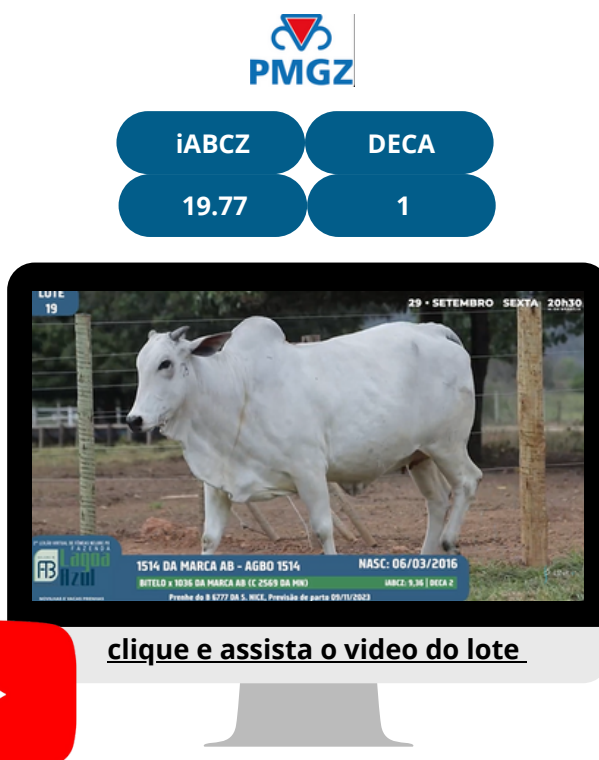 PMGZ
iABCZ
DECA
19.77
1
LOTE
19
29 • SETEMBRO SEXTA 20h30
FAZENDA
Lagoa
Azul
1514 DA MARCA AB - AGBO 1514
NASC: 06/03/2016
BITELO x 1036 DA MARCA AB (C 2569 DA MN)
iABCZ: 9,36 | DECA 2
Prenhe do B 6777 DA S. NICE. Previsão de parto 09/11/2023
clique e assista o video do lote